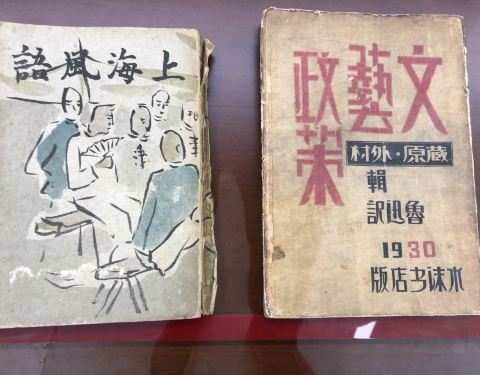 上海風語
文藝政策
蔵原・外村
輯
魯迅訳
1930
水沫书店版